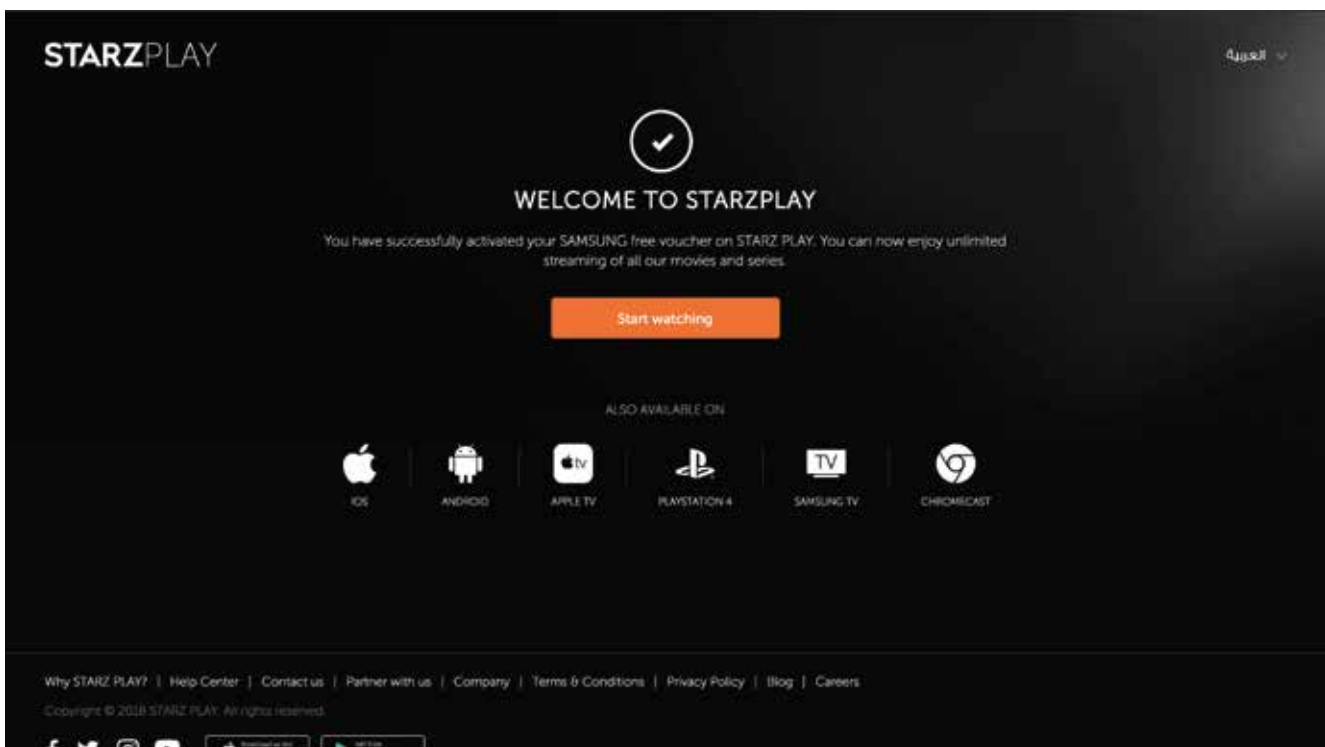 STARZPLAY
العربية
WELCOME TO STARZPLAY
You have successfully activated your SAMSUNG free voucher on STARZ PLAY. You can now enjoy unlimited
streaming of all our movies and series.
Start watching
ALSO AVAILABLE ON
tv
TV
IOS
ANDROID
APPLE TV
PLAYSTATION 4
SAMSUNG TV
CHROMECAST
Why STARZ PLAY? | Help Center | Contact us | Partner with us | Company | Terms & Conditions | Privacy Policy | Blog | Careers
Copyright © 2018 STARZ PLAY. All rights reserved.